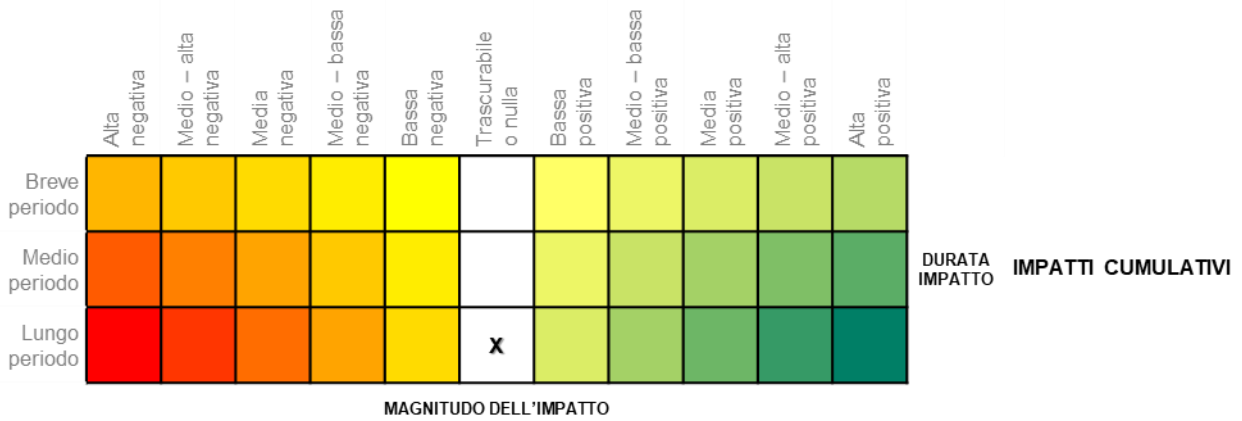 Alta
negativa
Medio – alta
negativa
Media
negativa
Medio – bassa
negativa
Bassa
negativa
Trascurabile
o nulla
Bassa
positiva
Medio – bassa
positiva
Media
positiva
Medio – alta
positiva
Alta
positiva
Breve
periodo
Medio
periodo
Lungo
periodo
X
DURATA
IMPATTO
IMPATTI CUMULATIVI
MAGNITUDO DELL'IMPATTO